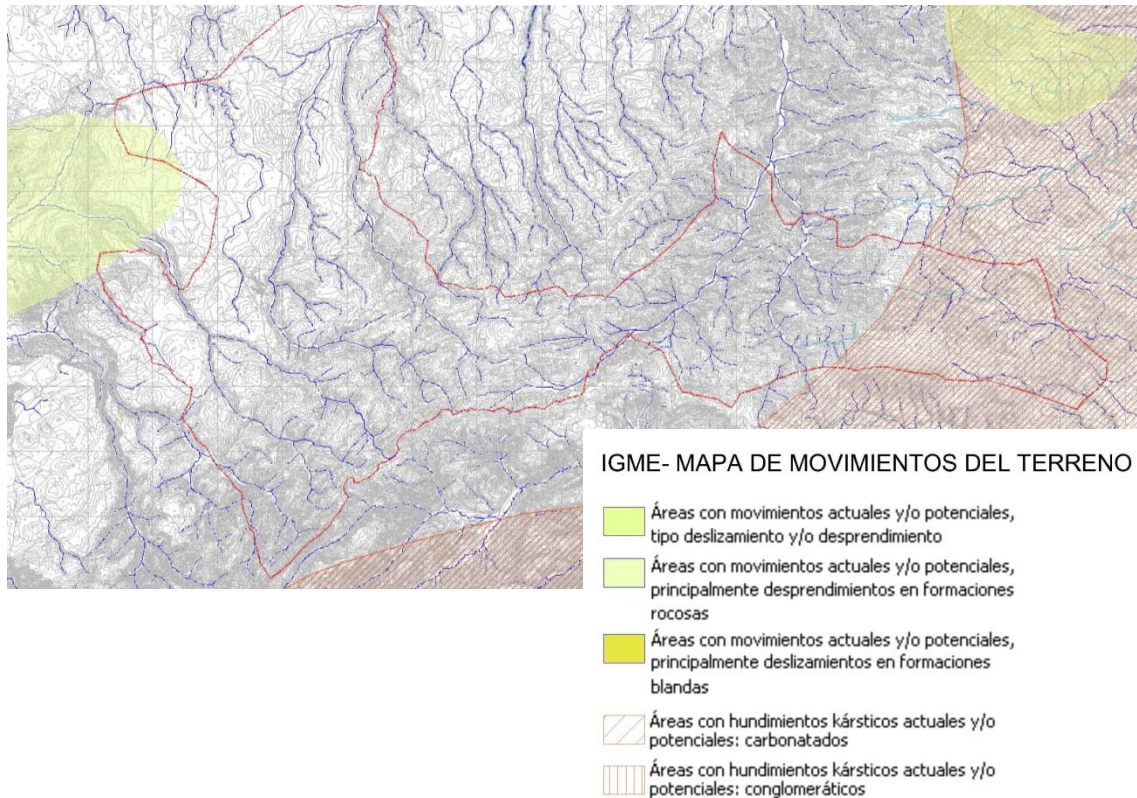 IGME- MAPA DE MOVIMIENTOS DEL TERRENO
Áreas con movimientos actuales y/o potenciales,
tipo deslizamiento y/o desprendimiento
Áreas con movimientos actuales y/o potenciales,
principalmente desprendimientos en formaciones
rocosas
Áreas con movimientos actuales y/o potenciales,
principalmente deslizamientos en formaciones
blandas
Áreas con hundimientos kársticos actuales y/o
potenciales: carbonatados
Áreas con hundimientos kársticos actuales y/o
potenciales: conglomeráticos